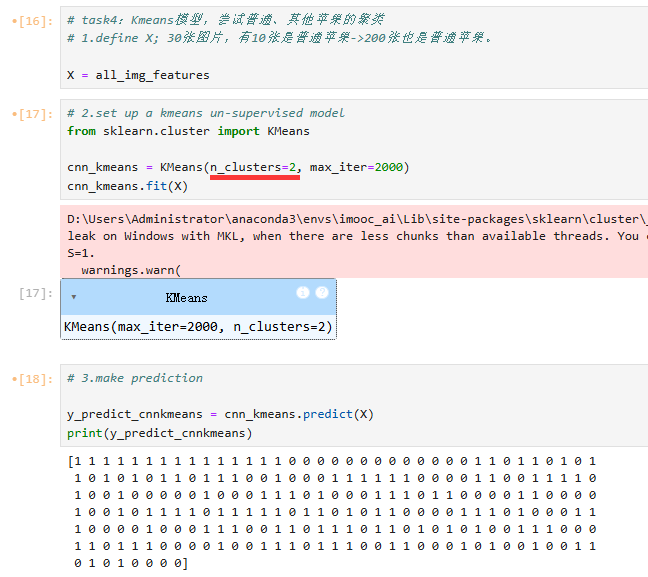 [16]:
# task4：Kmeans模型，尝试普通、其他苹果的聚类
# 1.define X; 30张图片，有10张是普通苹果->200张也是普通苹果。
X = all_img_features
[17]:
# 2.set up a kmeans un-supervised model
from sklearn.cluster import KMeans
cnn_kmeans = KMeans(n_clusters=2, max_iter=2000)
cnn_kmeans.fit(X)
D:\Users\Administrator\anaconda3\envs\imooc_ai\Lib\site-packages\sklearn\cluster\
leak on Windows with MKL, when there are less chunks than available threads. You
S=1.
warnings.warn(
[17]:
KMeans
i ?
KMeans(max_iter=2000, n_clusters=2)
[18]:
# 3.make prediction
y_predict_cnnkmeans = cnn_kmeans.predict(X)
print(y_predict_cnnkmeans)
[1 1 1 1 1 1 1 1 1 1 1 1 1 1 1 0 0 0 0 0 0 0 0 0 0 0 0 0 1 1 0 1 1 0 1 0 1
1 0 1 0 1 0 1 1 0 1 1 1 0 0 1 0 0 0 1 1 1 1 1 1 0 0 0 0 1 1 0 0 1 1 1 1 0
1 0 0 1 0 0 0 0 0 1 0 0 0 1 1 1 0 1 0 0 0 1 1 1 0 1 1 0 0 0 0 1 1 0 0 0 0
1 0 0 1 0 1 1 0 1 1 1 1 1 1 0 1 1 0 1 0 1 1 0 0 0 0 1 1 1 0 1 0 0 0 1 1
1 0 0 0 0 1 0 0 0 1 1 1 0 0 1 1 0 1 1 1 0 1 1 0 1 0 1 0 1 0 0 1 1 1 0 0 0
1 1 0 1 1 1 0 0 0 0 1 0 0 1 1 1 0 1 1 1 0 0 1 1 0 0 0 1 0 1 0 0 1 0 0 1 1
0 1 0 1 0 0 0 0]